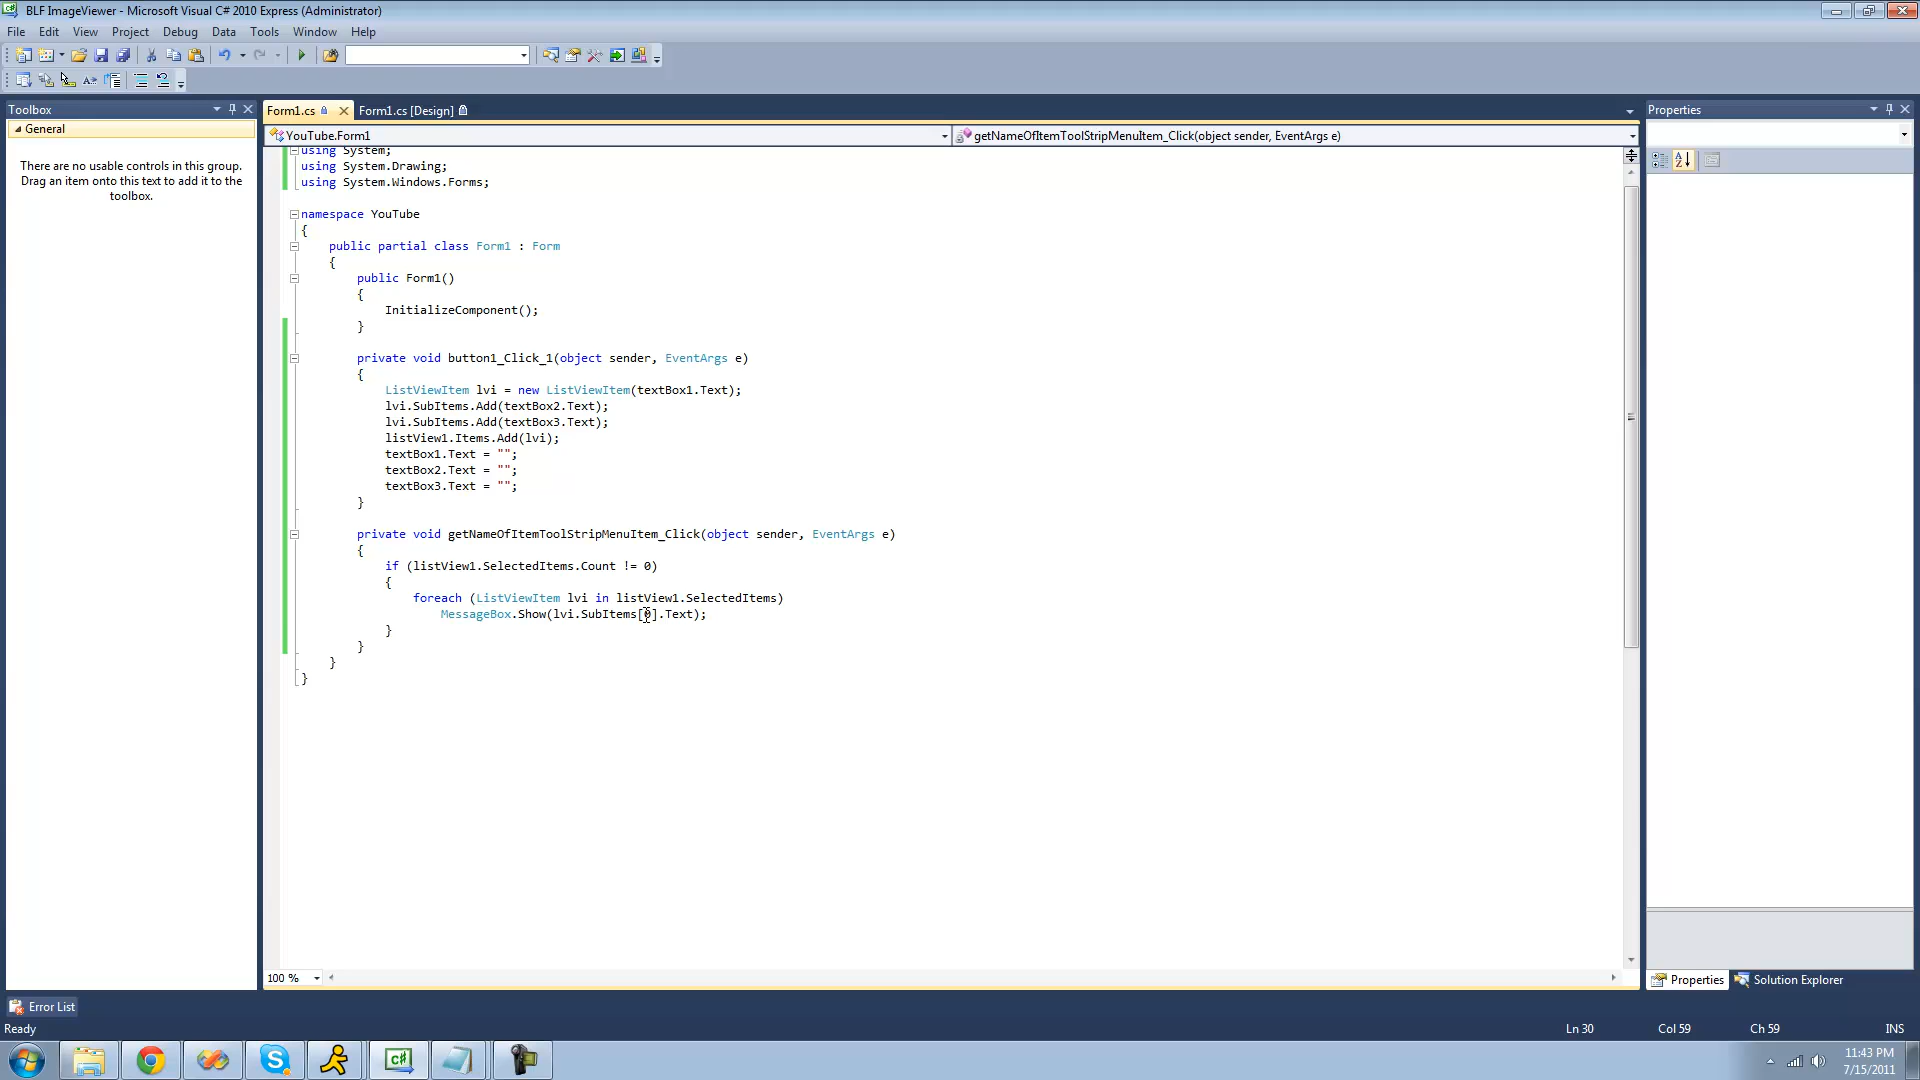 BLF ImageViewer - Microsoft Visual C# 2010 Express (Administrator)
File Edit View Project Debug Data Tools Window Help
Toolbox
General
There are no usable controls in this group.
Drag an item onto this text to add it to the
toolbox.
Form1.cs
Form1.cs [Design]
YouTube.Form1
getNameOfItemToolStripMenuItem_Click(object sender, EventArgs e)
using System;
using System.Drawing;
using System.Windows.Forms;
namespace YouTube
{
public partial class Form1 : Form
{
public Form1()
{
InitializeComponent();
}
private void button1_Click_1(object sender, EventArgs e)
{
ListViewItem lvi = new ListViewItem(textBox1.Text);
lvi.SubItems.Add(textBox2.Text);
lvi.SubItems.Add(textBox3.Text);
listView1.Items.Add(lvi);
textBox1.Text = "";
textBox2.Text = "";
textBox3.Text = "";
}
private void getNameOfItemToolStripMenuItem_Click(object sender, EventArgs e)
{
if (listView1.SelectedItems.Count != 0)
{
foreach (ListViewItem lvi in listView1.SelectedItems)
MessageBox.Show(lvi.SubItems[0].Text);
}
}
}
}
100 %
Properties
Properties
Solution Explorer
Error List
Ready
Ln 30
Col 59
Ch 59
INS
11:43 PM
7/15/2011